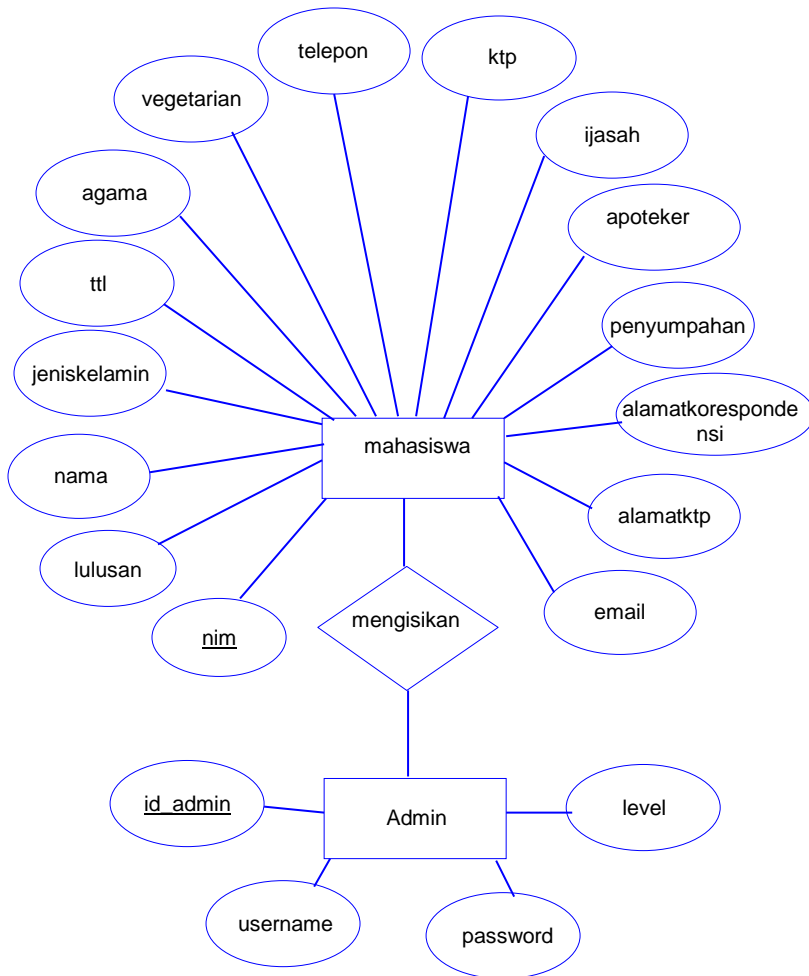 telepon
ktp
vegetarian
ijasah
agama
apoteker
ttl
penyumpahan
jeniskelamin
alamatkoresponde
nsi
mahasiswa
nama
alamatktp
lulusan
email
mengisikan
nim
id_admin
level
Admin
username
password